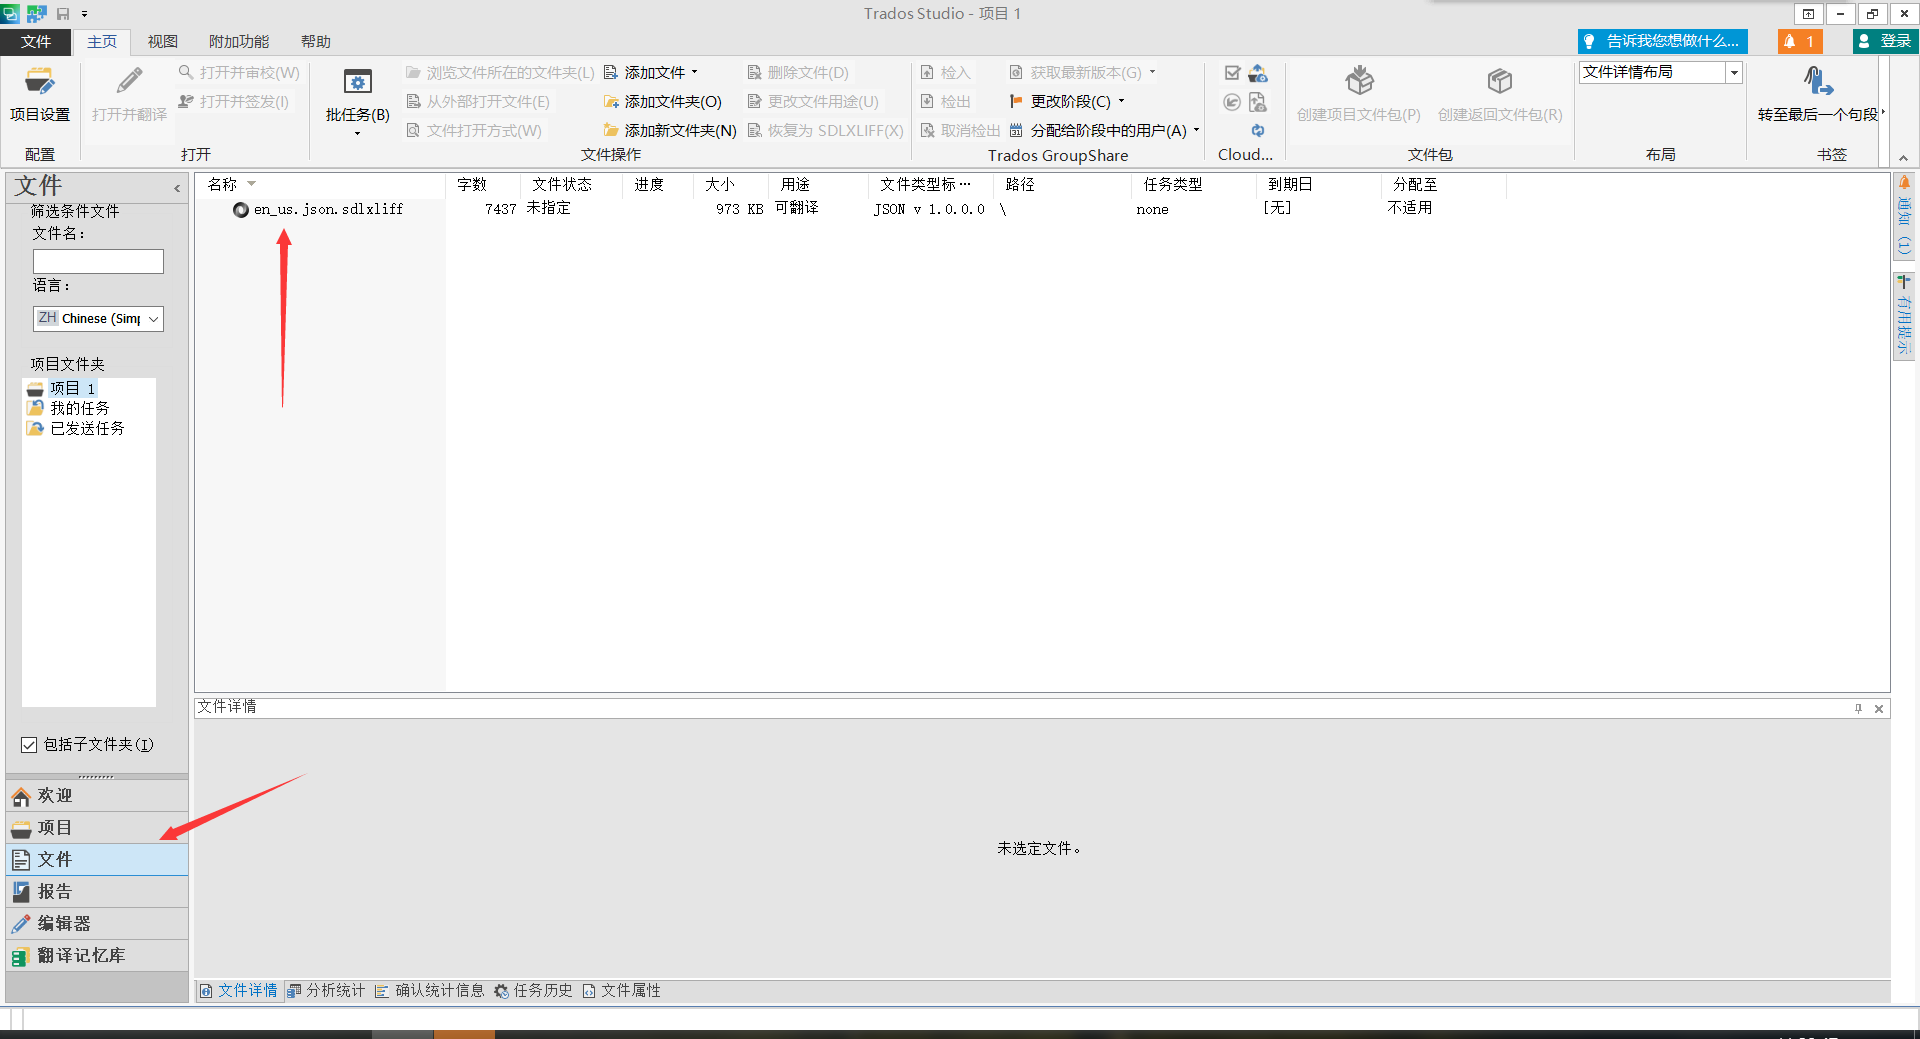 Trados Studio - 项目 1
文件 主页 视图 附加功能 帮助
告诉我您想做什么...
1
登录
项目设置
配置
打开并翻译
打开并审校(W)
打开并签发(I)
打开
批任务(B)
浏览文件所在的文件夹(L)
从外部打开文件(E)
文件打开方式(W)
添加文件
添加文件夹(O)
添加新文件夹(N)
删除文件(D)
更改文件用途(U)
恢复为 SDLXLIFF(X)
文件操作
检入
检出
取消检出
获取最新版本(G)
更改阶段(C)
分配给阶段中的用户(A)
Trados GroupShare
Cloud...
创建项目文件包(P)
创建返回文件包(R)
文件包
文件详情布局
布局
转至最后一个句段
书签
文件
筛选条件文件
文件名:
语言:
ZH Chinese (Simp
项目文件夹
项目 1
我的任务
已发送任务
包括子文件夹(I)
欢迎
项目
文件
报告
编辑器
翻译记忆库
名称 字数 文件状态 进度 大小 用途 文件类型标… 路径 任务类型 到期日 分配至
en_us.json.sdlxliff 7437 未指定 973 KB 可翻译 JSON v 1.0.0.0 \ none [无] 不适用
文件详情
未选定文件。
文件详情 分析统计 确认统计信息 任务历史 文件属性
通知 (1)
有用提示